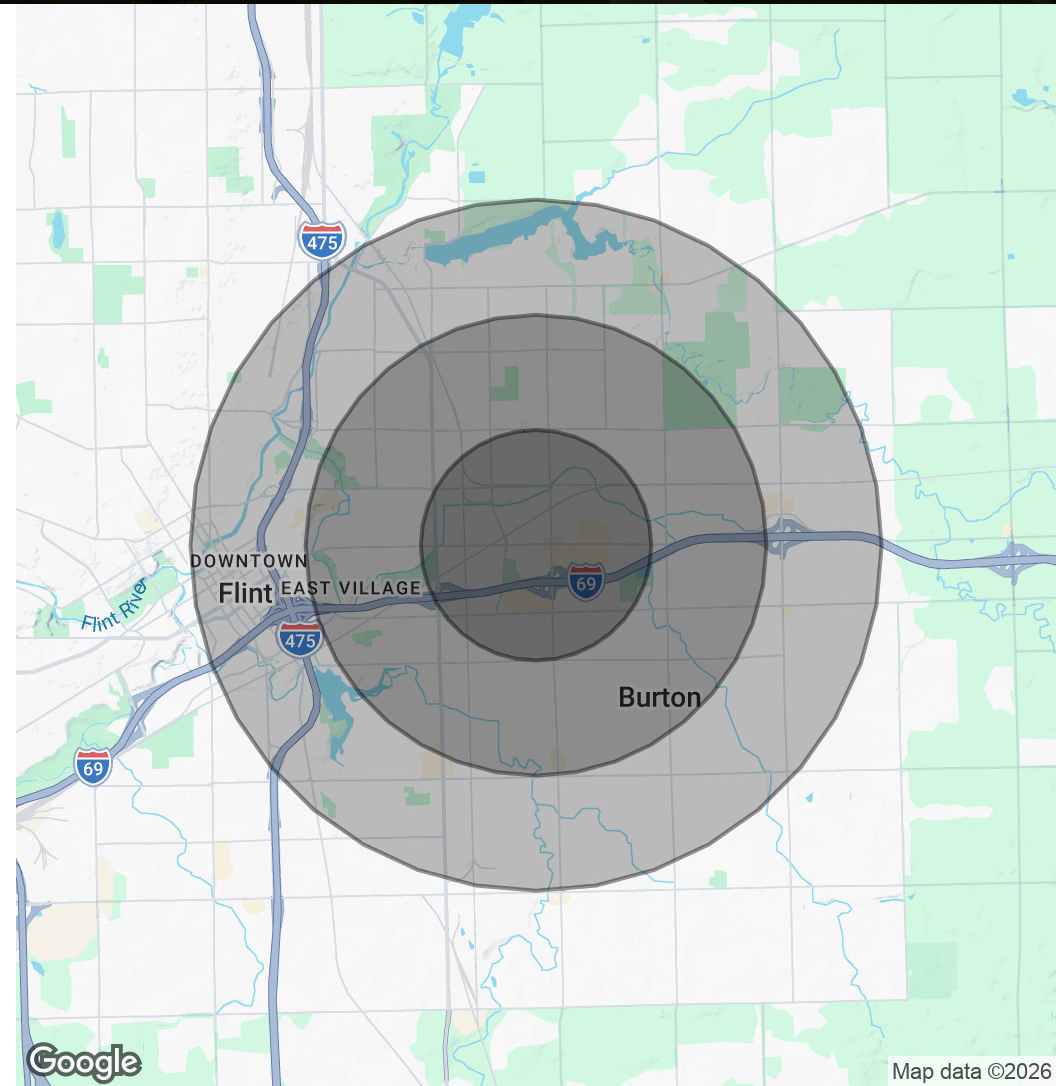 475
DOWNTOWN
Flint
EAST VILLAGE
69
Flint River
475
Burton
69
Google
Map data ©2026